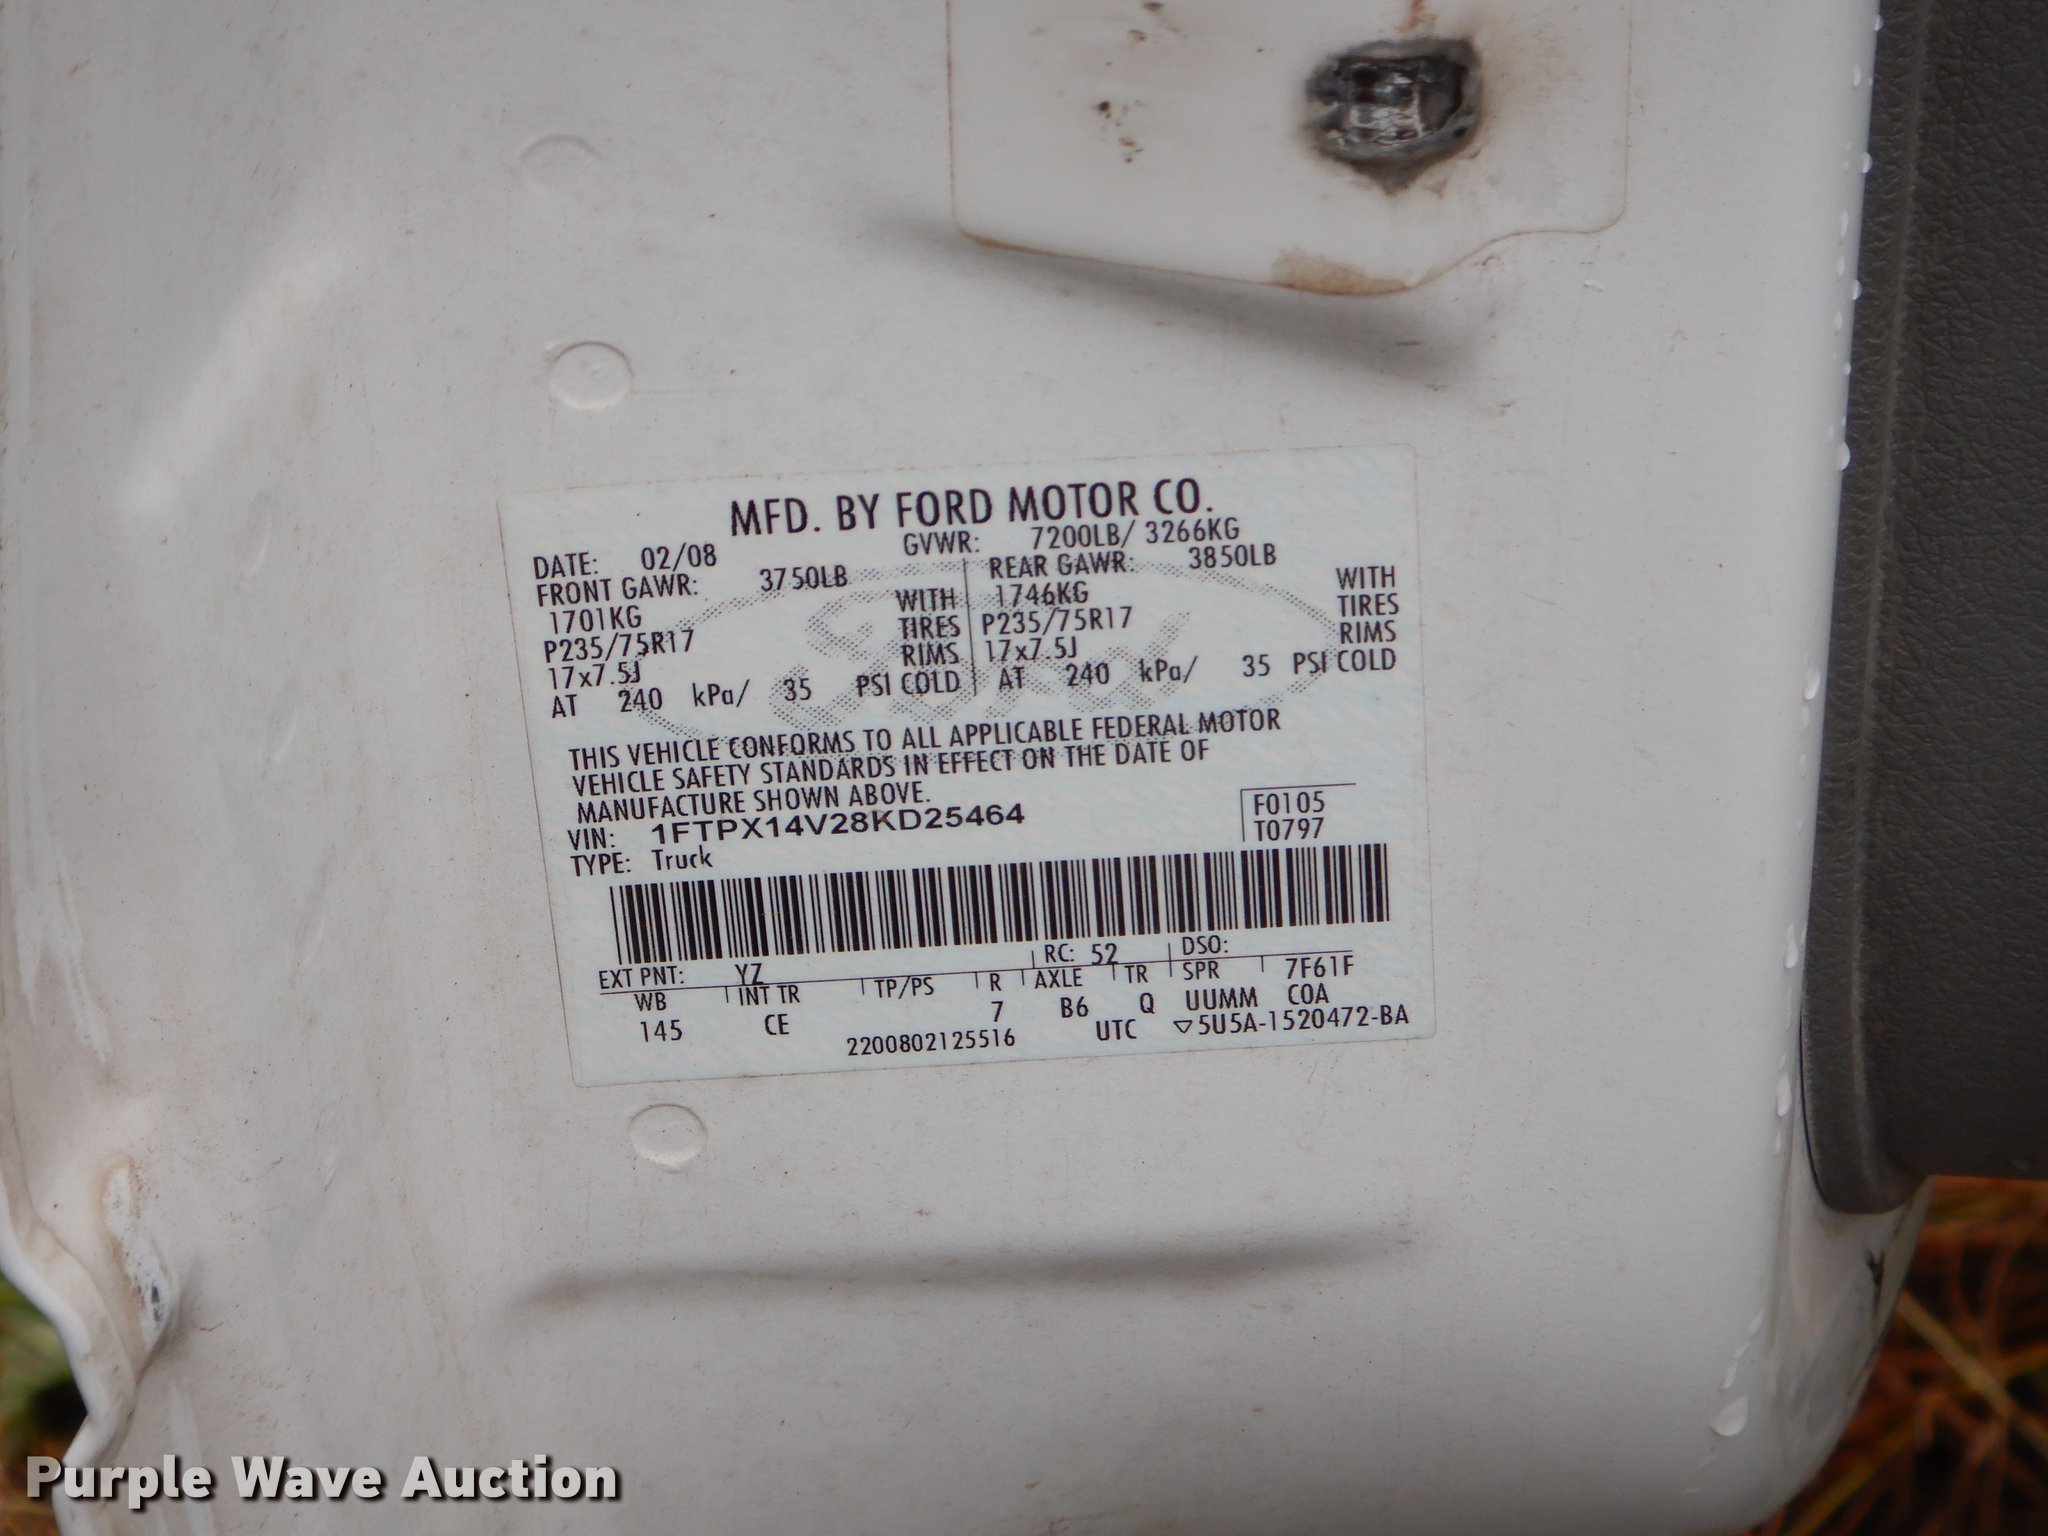 MFD. BY FORD MOTOR CO.
DATE: 02/08 GVWR: 7200LB/ 3266KG
FRONT GAWR: 3750LB REAR GAWR: 3850LB
1701KG WITH 1746KG WITH
P235/75R17 TIRES P235/75R17 TIRES
17x7.5J RIMS 17x7.5J RIMS
AT 240 kPa/ 35 PSI COLD AT 240 kPa/ 35 PSI COLD
THIS VEHICLE CONFORMS TO ALL APPLICABLE FEDERAL MOTOR
VEHICLE SAFETY STANDARDS IN EFFECT ON THE DATE OF
MANUFACTURE SHOWN ABOVE.
VIN: 1FTPX14V28KD25464 F0105
TYPE: Truck T0797
EXT PNT: YZ RC: 52 DSO:
WB INT TR TP/PS R AXLE TR SPR 7F61F
145 CE 7 B6 Q UUMM COA
2200802125516 UTC ▽5U5A-1520472-BA
Ford
Purple Wave Auction